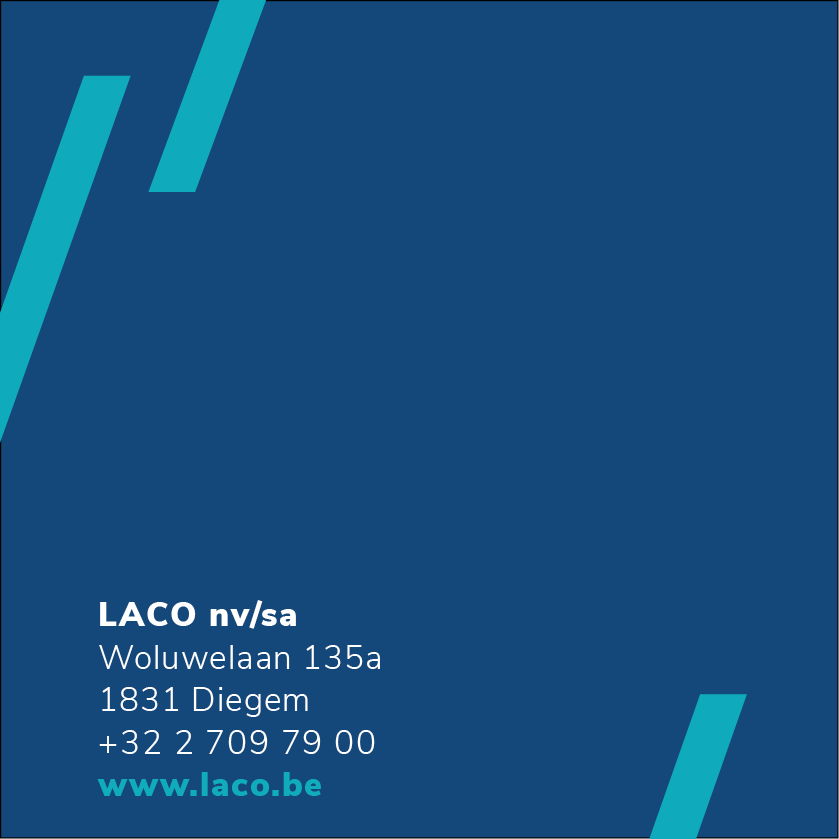 LACO nv/sa
Woluwelaan 135a
1831 Diegem
+32 2 709 79 00
www.laco.be